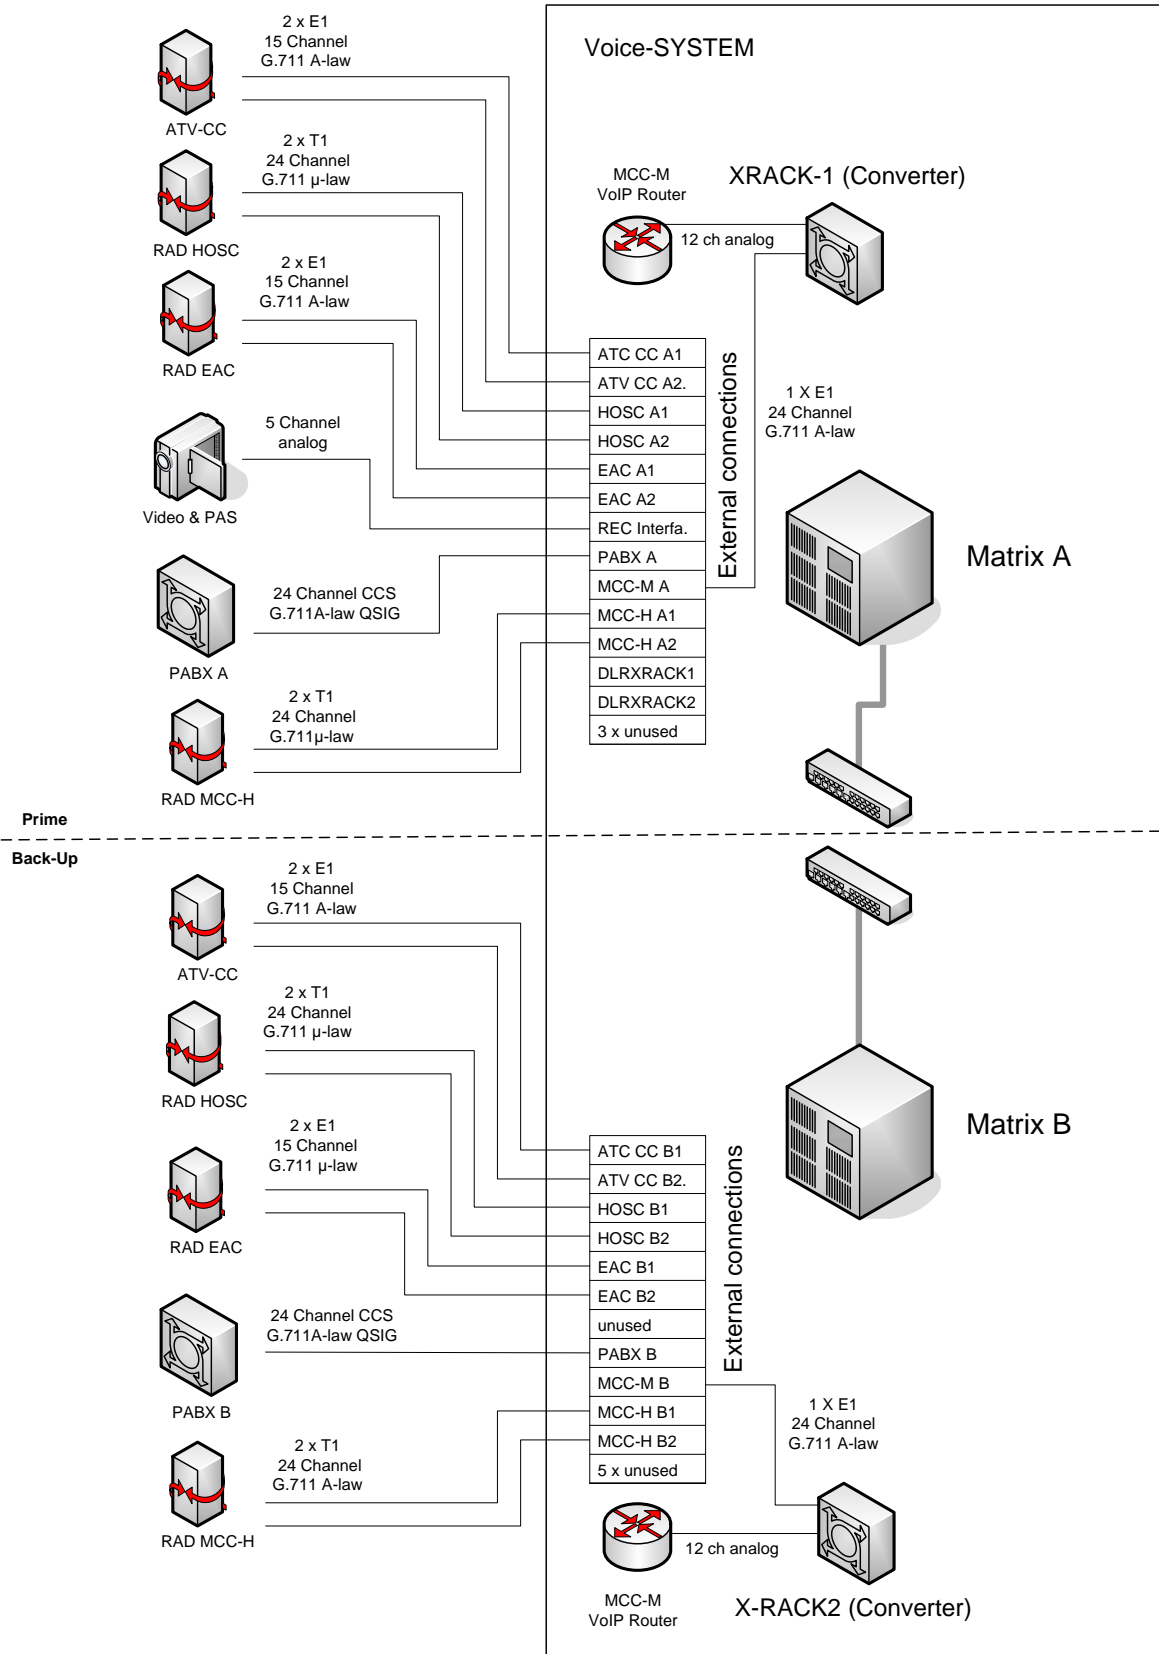 2 x E1
15 Channel
G.711 A-law
ATV-CC
2 x T1
24 Channel
G.711 µ-law
RAD HOSC
2 x E1
15 Channel
G.711 A-law
RAD EAC
5 Channel
analog
Video & PAS
24 Channel CCS
G.711A-law QSIG
PABX A
2 x T1
24 Channel
G.711µ-law
RAD MCC-H
Voice-SYSTEM
MCC-M
VoIP Router
XRACK-1 (Converter)
12 ch analog
ATC CC A1
ATV CC A2.
HOSC A1
HOSC A2
EAC A1
EAC A2
REC Interfa.
PABX A
MCC-M A
MCC-H A1
MCC-H A2
DLRXRACK1
DLRXRACK2
3 x unused
External connections
1 X E1
24 Channel
G.711 A-law
Matrix A
Prime
Back-Up
2 x E1
15 Channel
G.711 A-law
ATV-CC
2 x T1
24 Channel
G.711 µ-law
RAD HOSC
2 x E1
15 Channel
G.711 µ-law
RAD EAC
24 Channel CCS
G.711A-law QSIG
PABX B
2 x T1
24 Channel
G.711 A-law
RAD MCC-H
Matrix B
ATC CC B1
ATV CC B2.
HOSC B1
HOSC B2
EAC B1
EAC B2
unused
PABX B
MCC-M B
MCC-H B1
MCC-H B2
5 x unused
External connections
1 X E1
24 Channel
G.711 A-law
12 ch analog
MCC-M
VoIP Router
X-RACK2 (Converter)